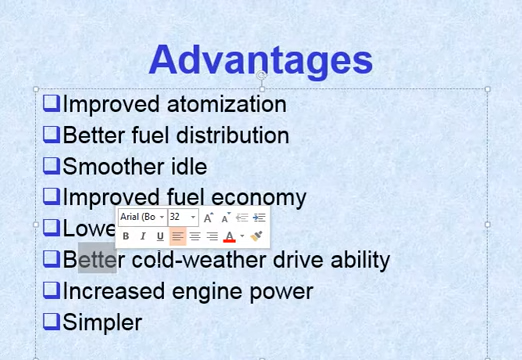 Advantages
Improved atomization
Better fuel distribution
Smoother idle
Improved fuel economy
Arial (Bo 32 A A
Lowe
B I U A
Better cold-weather drive ability
Increased engine power
Simpler